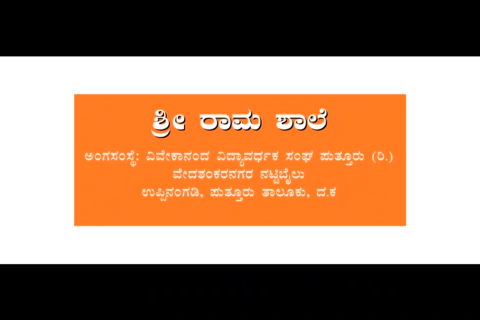 ಶ್ರೀ ರಾಮ ಶಾಲೆ
ಅಂಗಸಂಸ್ಥೆ: ವಿವೇಕಾನಂದ ವಿದ್ಯಾವರ್ಧಕ ಸಂಘ ಪುತ್ತೂರು (ರಿ.)
ವೇದಶಂಕರನಗರ ನಟ್ಟಿಬೈಲು
ಉಪ್ಪಿನಂಗಡಿ, ಪುತ್ತೂರು ತಾಲೂಕು, ದ.ಕ